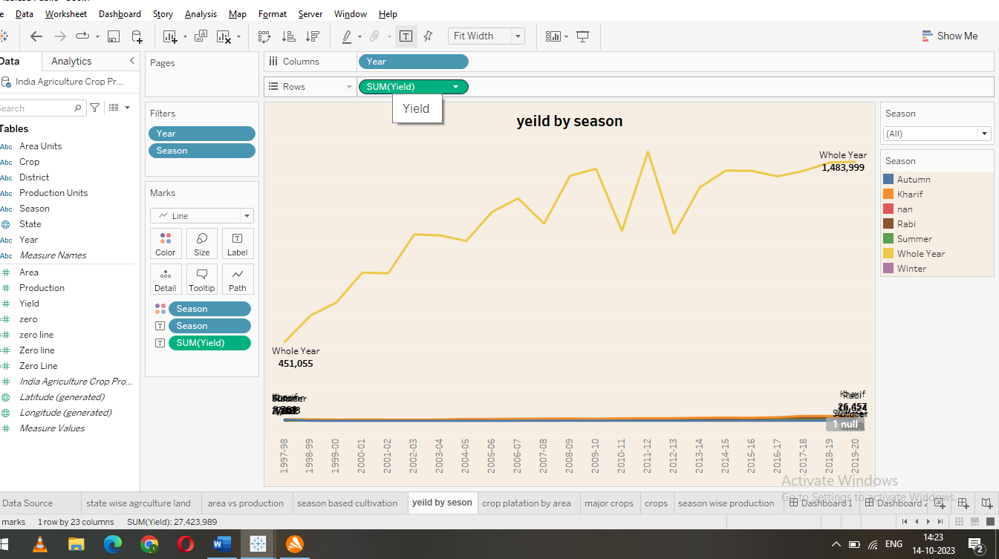 e Data Worksheet Dashboard Story Analysis Map Format Server Window Help
T Fit Width Show Me
Data Analytics
India Agriculture Crop Pr...
Search
Tables
Abc Area Units
Abc Crop
Abc District
Abc Production Units
Abc Season
State
Abc Year
Abc Measure Names
Area
Production
Yield
zero
zero line
Zero line
Zero Line
India Agriculture Crop Pro...
Latitude (generated)
Longitude (generated)
Measure Values
Pages
Filters
Year
Season
Marks
Line
Color Size Label
Detail Tooltip Path
Season
Season
SUM(Yield)
Columns Year
Rows SUM(Yield)
Yield
yeild by season
Whole Year
1,483,999
Whole Year
451,055
Kharif
Rabi
26,457
1 null
1997-98
1998-99
1999-00
2000-01
2001-02
2002-03
2003-04
2004-05
2005-06
2006-07
2007-08
2008-09
2009-10
2010-11
2011-12
2012-13
2013-14
2014-15
2015-16
2016-17
2017-18
2018-19
2019-20
Season
(All)
Season
Autumn
Kharif
nan
Rabi
Summer
Whole Year
Winter
Activate Windows
Go to Settings to activate Windows.
Data Source state wise agrculture land area vs production season based cultivation yeild by seson crop platation by area major crops crops season wise production Dashboard 1 Dashboard 2
marks 1 row by 23 columns SUM(Yield): 27,423,989
ENG
14:23
14-10-2023
2